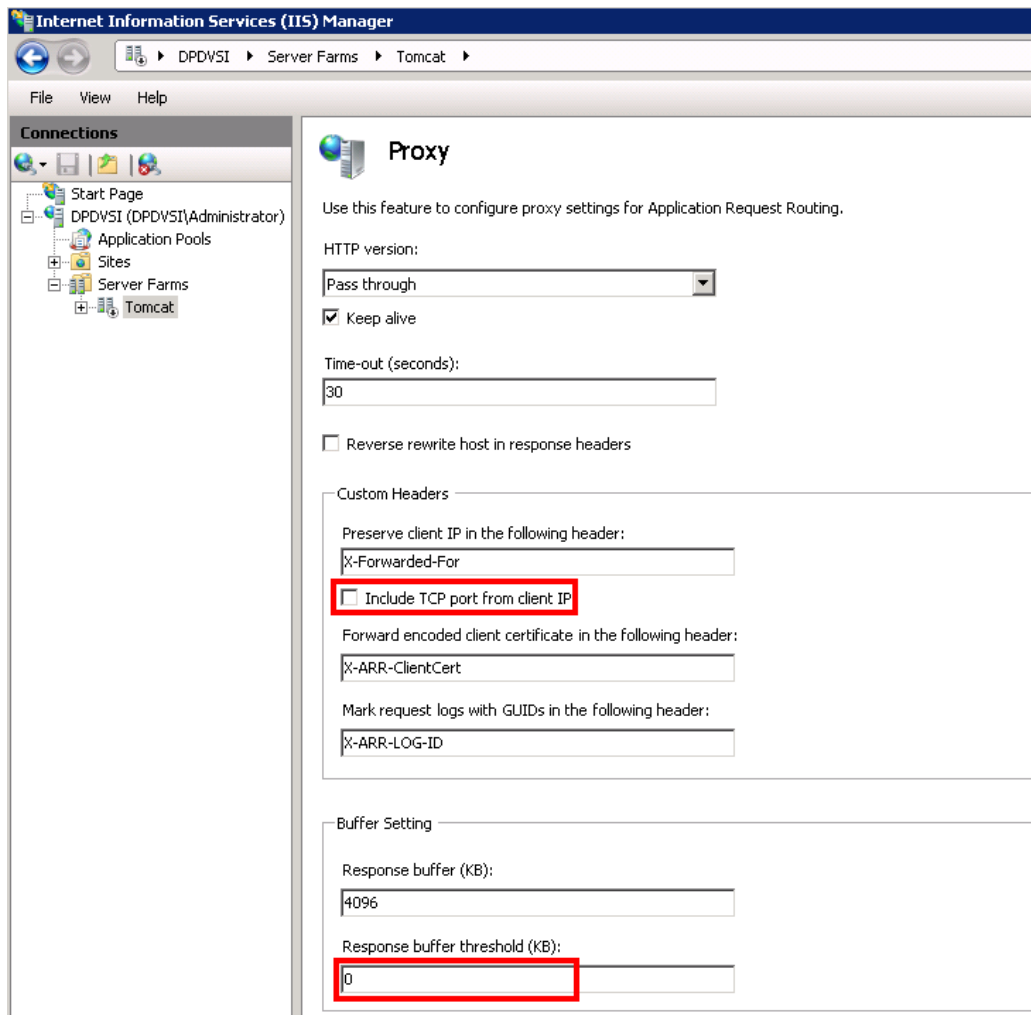 Internet Information Services (IIS) Manager
DPDVSI Server Farms Tomcat
File View Help
Connections
Start Page
DPDVSI (DPDVSI\Administrator)
Application Pools
Sites
Server Farms
Tomcat
Proxy
Use this feature to configure proxy settings for Application Request Routing.
HTTP version:
Pass through
Keep alive
Time-out (seconds):
30
Reverse rewrite host in response headers
Custom Headers
Preserve client IP in the following header:
X-Forwarded-For
Include TCP port from client IP
Forward encoded client certificate in the following header:
X-ARR-ClientCert
Mark request logs with GUIDs in the following header:
X-ARR-LOG-ID
Buffer Setting
Response buffer (KB):
4096
Response buffer threshold (KB):
0